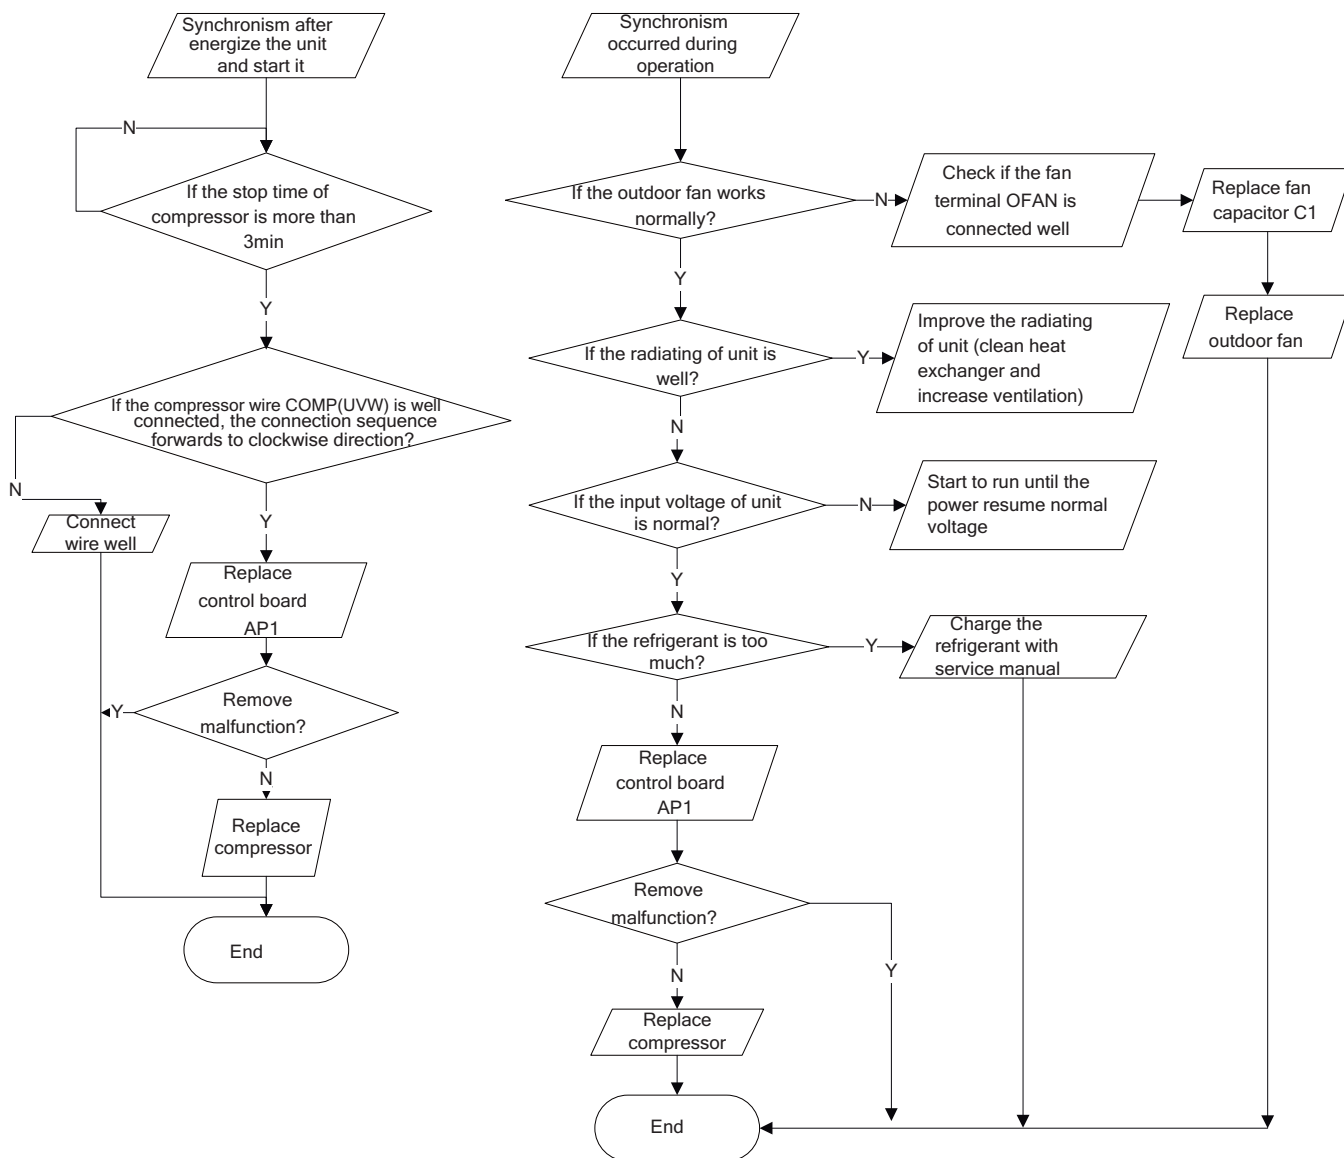 Synchronism after
energize the unit
and start it
N
If the stop time of
compressor is more than
3min
Y
If the compressor wire COMP(UVW) is well
connected, the connection sequence
forwards to clockwise direction?
N
Connect
wire well
Y
Replace
control board
AP1
Remove
malfunction?
Y
N
Replace
compressor
End
Synchronism
occurred during
operation
If the outdoor fan works
normally?
N
Check if the fan
terminal OFAN is
connected well
Replace fan
capacitor C1
Replace
outdoor fan
Y
If the radiating of unit is
well?
Y
Improve the radiating
of unit (clean heat
exchanger and
increase ventilation)
N
If the input voltage of unit
is normal?
N
Start to run until the
power resume normal
voltage
Y
If the refrigerant is too
much?
Y
Charge the
refrigerant with
service manual
N
Replace
control board
AP1
Remove
malfunction?
Y
N
Replace
compressor
End